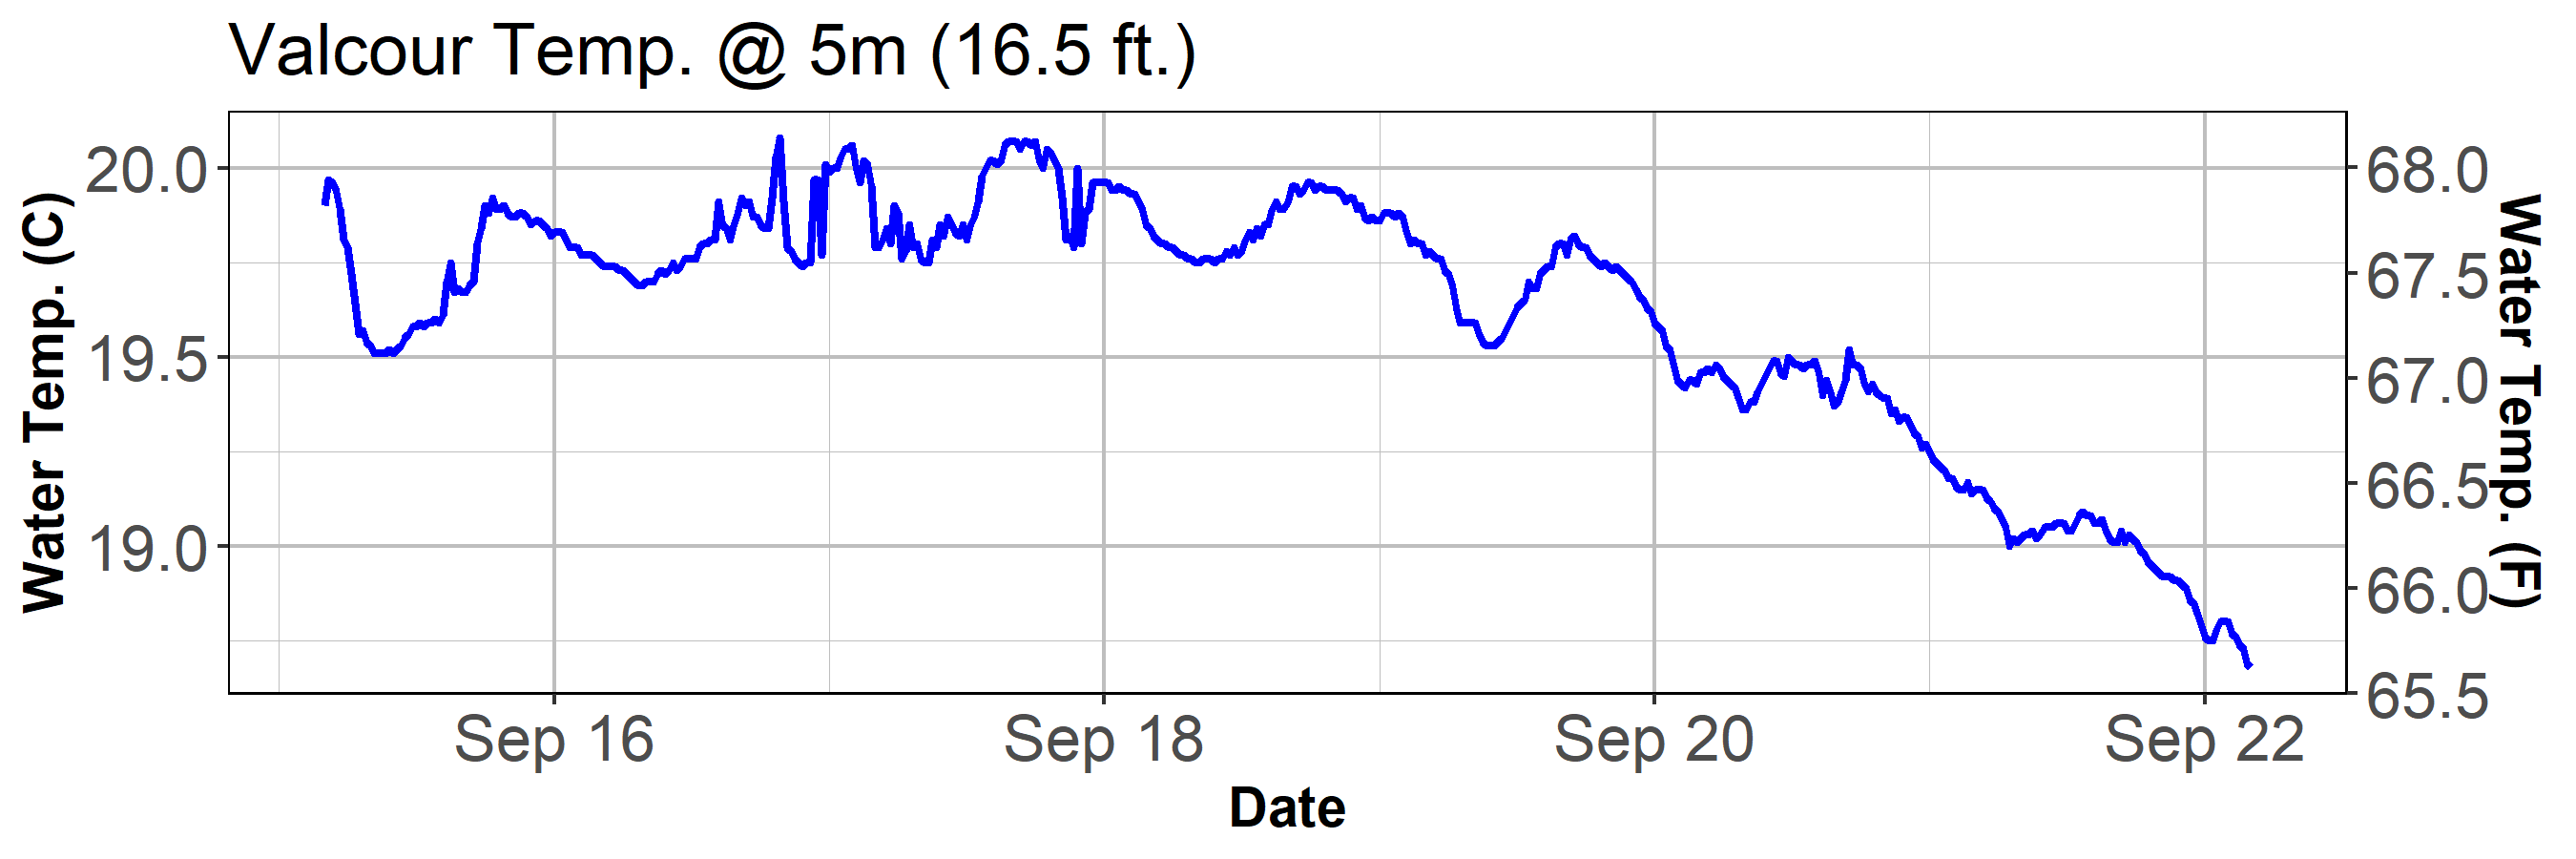 Valcour Temp. @ 5m (16.5 ft.)
Water Temp. (C)
20.0
19.5
19.0
68.0
67.5
67.0
66.5
66.0
65.5
Water Temp. (F)
Sep 16 Sep 18 Sep 20 Sep 22
Date